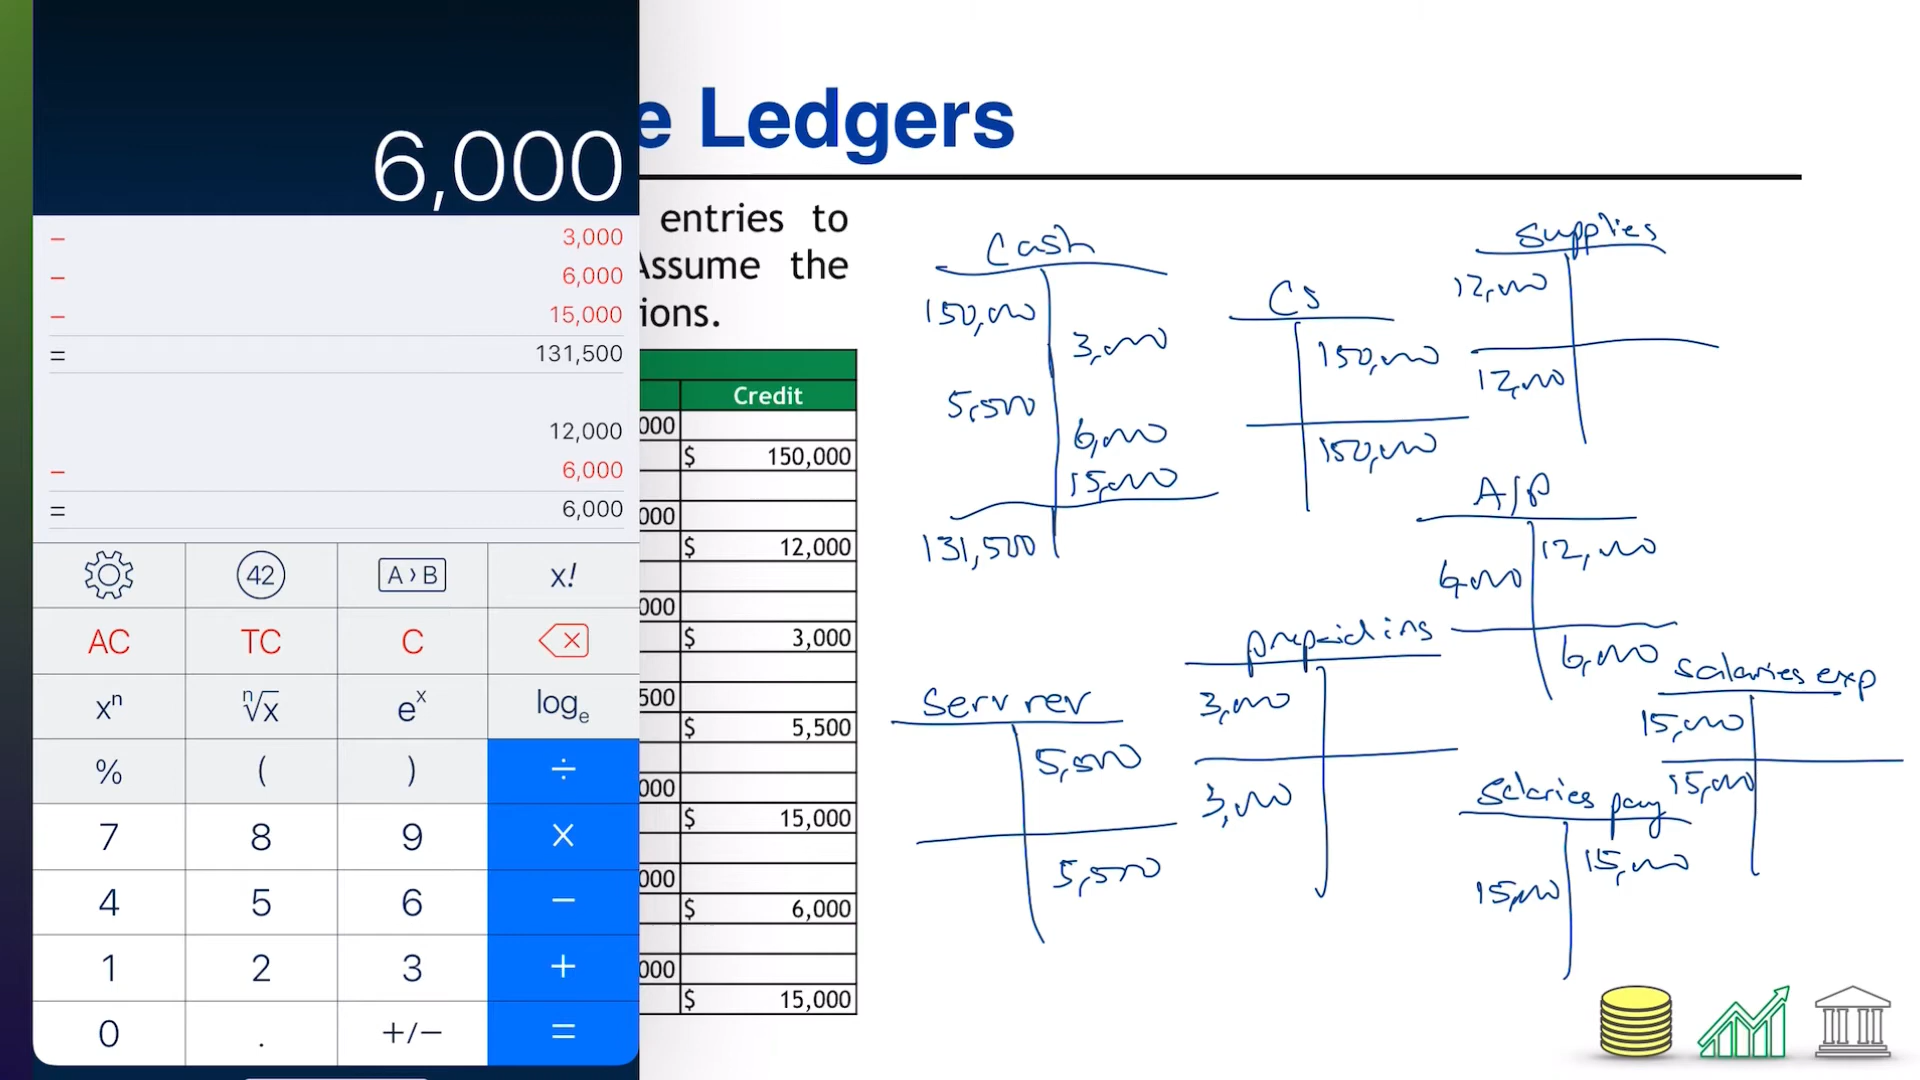 6,000
− 3,000
− 6,000
− 15,000
= 131,500
12,000
− 6,000
= 6,000
42
A›B
x!
AC
TC
C
xⁿ
ⁿ√x
eˣ
logₑ
%
(
)
÷
7
8
9
×
4
5
6
−
1
2
3
+
0
.
+/−
=
e Ledgers
entries to
Assume the
ions.
Credit
000
$ 150,000
000
$ 12,000
000
$ 3,000
500
$ 5,500
000
$ 15,000
000
$ 6,000
000
$ 15,000
Cash
150,000
3,000
5,500
6,000
15,000
131,500
CS
150,000
150,000
Supplies
12,000
12,000
A/P
12,000
6,000
6,000
Serv rev
5,500
5,500
prepaid ins
3,000
3,000
Salaries exp
15,000
15,000
Salaries pay
15,000
15,000